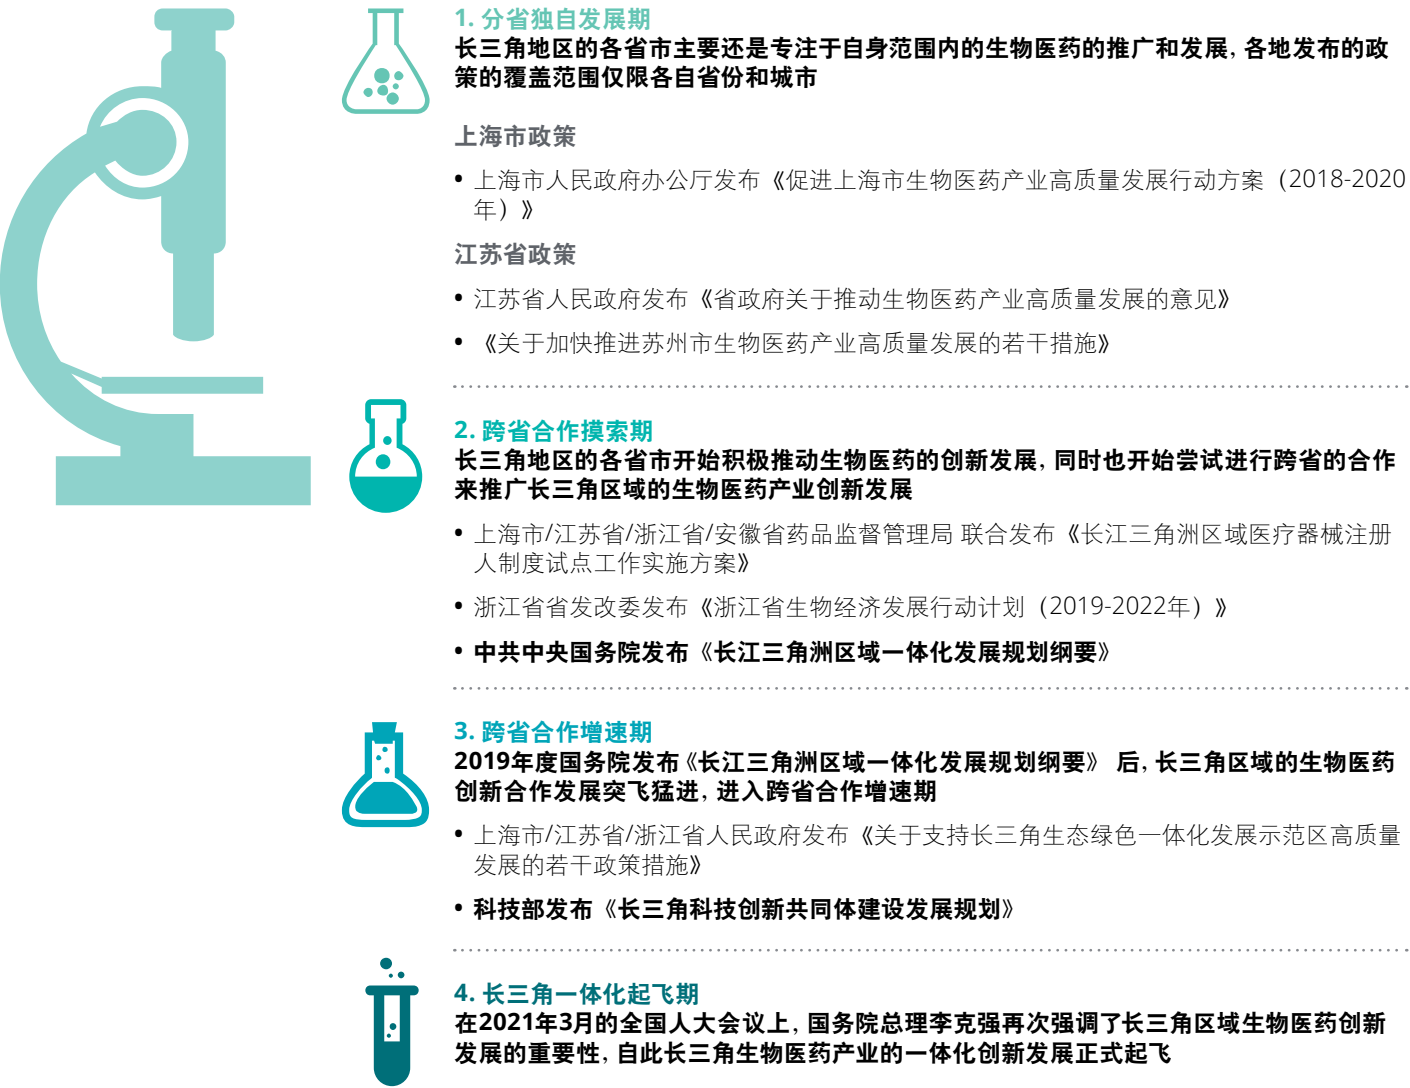 1. 分省独自发展期
长三角地区的各省市主要还是专注于自身范围内的生物医药的推广和发展, 各地发布的政
策的覆盖范围仅限各自省份和城市
上海市政策
• 上海市人民政府办公厅发布《促进上海市生物医药产业高质量发展行动方案（2018-2020
年）》
江苏省政策
• 江苏省人民政府发布《省政府关于推动生物医药产业高质量发展的意见》
• 《关于加快推进苏州市生物医药产业高质量发展的若干措施》
2. 跨省合作摸索期
长三角地区的各省市开始积极推动生物医药的创新发展, 同时也开始尝试进行跨省的合作
来推广长三角区域的生物医药产业创新发展
• 上海市/江苏省/浙江省/安徽省药品监督管理局 联合发布《长江三角洲区域医疗器械注册
人制度试点工作实施方案》
• 浙江省省发改委发布《浙江省生物经济发展行动计划（2019-2022年）》
• 中共中央国务院发布《长江三角洲区域一体化发展规划纲要》
3. 跨省合作增速期
2019年度国务院发布《长江三角洲区域一体化发展规划纲要》 后, 长三角区域的生物医药
创新合作发展突飞猛进, 进入跨省合作增速期
• 上海市/江苏省/浙江省人民政府发布《关于支持长三角生态绿色一体化发展示范区高质量
发展的若干政策措施》
• 科技部发布《长三角科技创新共同体建设发展规划》
4. 长三角一体化起飞期
在2021年3月的全国人大会议上, 国务院总理李克强再次强调了长三角区域生物医药创新
发展的重要性, 自此长三角生物医药产业的一体化创新发展正式起飞